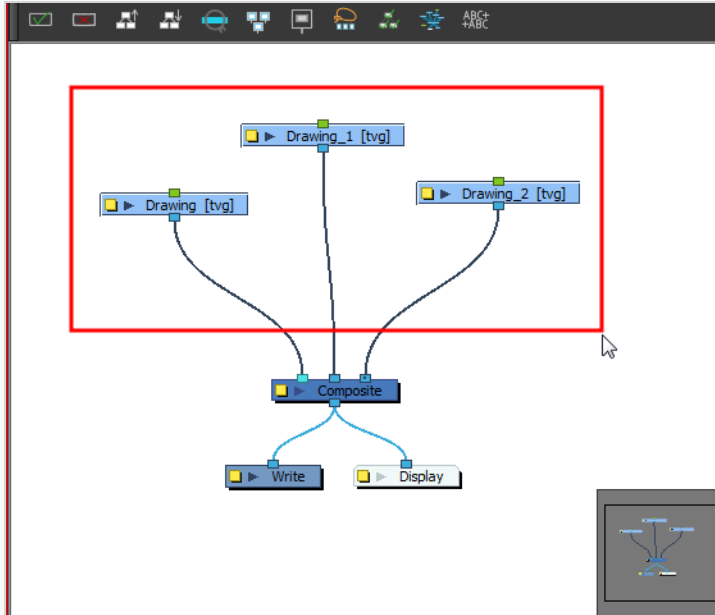 ABC+
+ABC
Drawing_1 [tvg]
Drawing [tvg]
Drawing_2 [tvg]
Composite
Write
Display